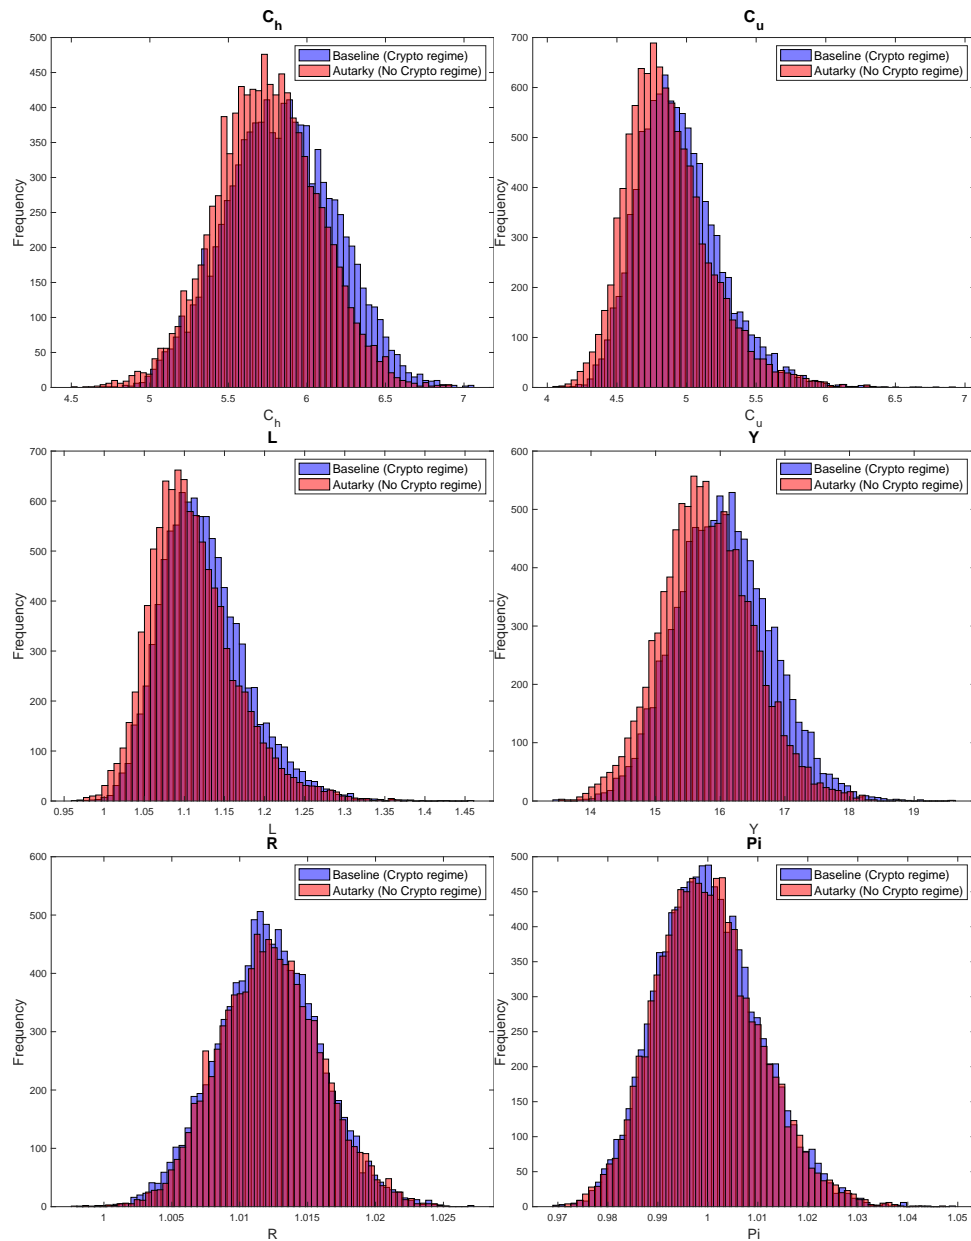 C_h
Baseline (Crypto regime)
Autarky (No Crypto regime)
Frequency
500
450
400
350
300
250
200
150
100
50
0
4.5 5 5.5 6 6.5 7
C_h
C_u
Baseline (Crypto regime)
Autarky (No Crypto regime)
Frequency
700
600
500
400
300
200
100
0
4 4.5 5 5.5 6 6.5 7
C_u
L
Baseline (Crypto regime)
Autarky (No Crypto regime)
Frequency
700
600
500
400
300
200
100
0
0.95 1 1.05 1.1 1.15 1.2 1.25 1.3 1.35 1.4 1.45
L
Y
Baseline (Crypto regime)
Autarky (No Crypto regime)
Frequency
600
500
400
300
200
100
0
14 15 16 17 18 19
Y
R
Baseline (Crypto regime)
Autarky (No Crypto regime)
Frequency
600
500
400
300
200
100
0
1 1.005 1.01 1.015 1.02 1.025
R
Pi
Baseline (Crypto regime)
Autarky (No Crypto regime)
Frequency
500
450
400
350
300
250
200
150
100
50
0
0.97 0.98 0.99 1 1.01 1.02 1.03 1.04 1.05
Pi